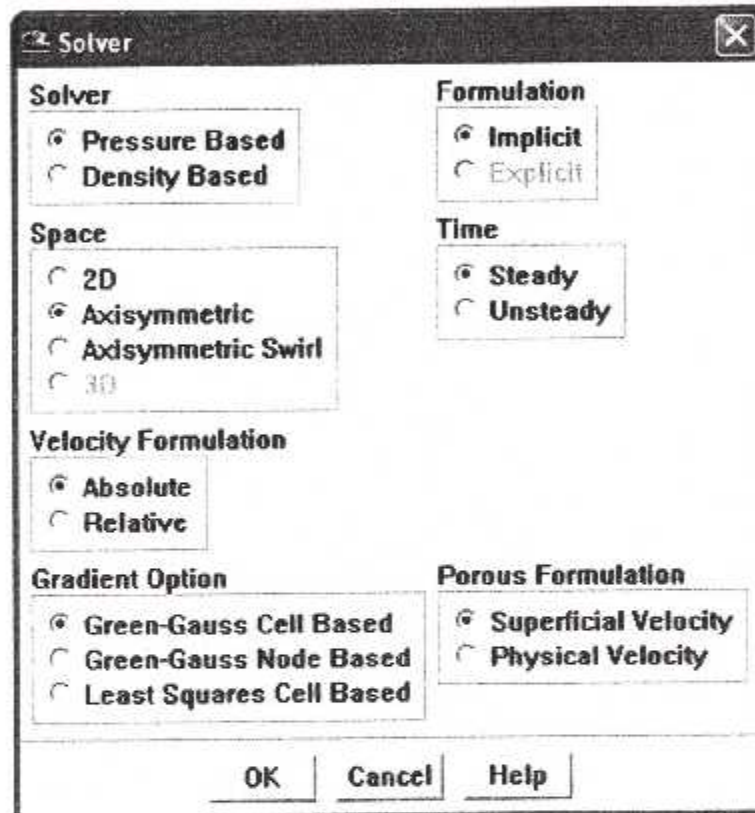 Solver
Solver
Pressure Based
Density Based
Formulation
Implicit
Explicit
Space
2D
Axisymmetric
Axisymmetric Swirl
3D
Time
Steady
Unsteady
Velocity Formulation
Absolute
Relative
Gradient Option
Green-Gauss Cell Based
Green-Gauss Node Based
Least Squares Cell Based
Porous Formulation
Superficial Velocity
Physical Velocity
OK Cancel Help